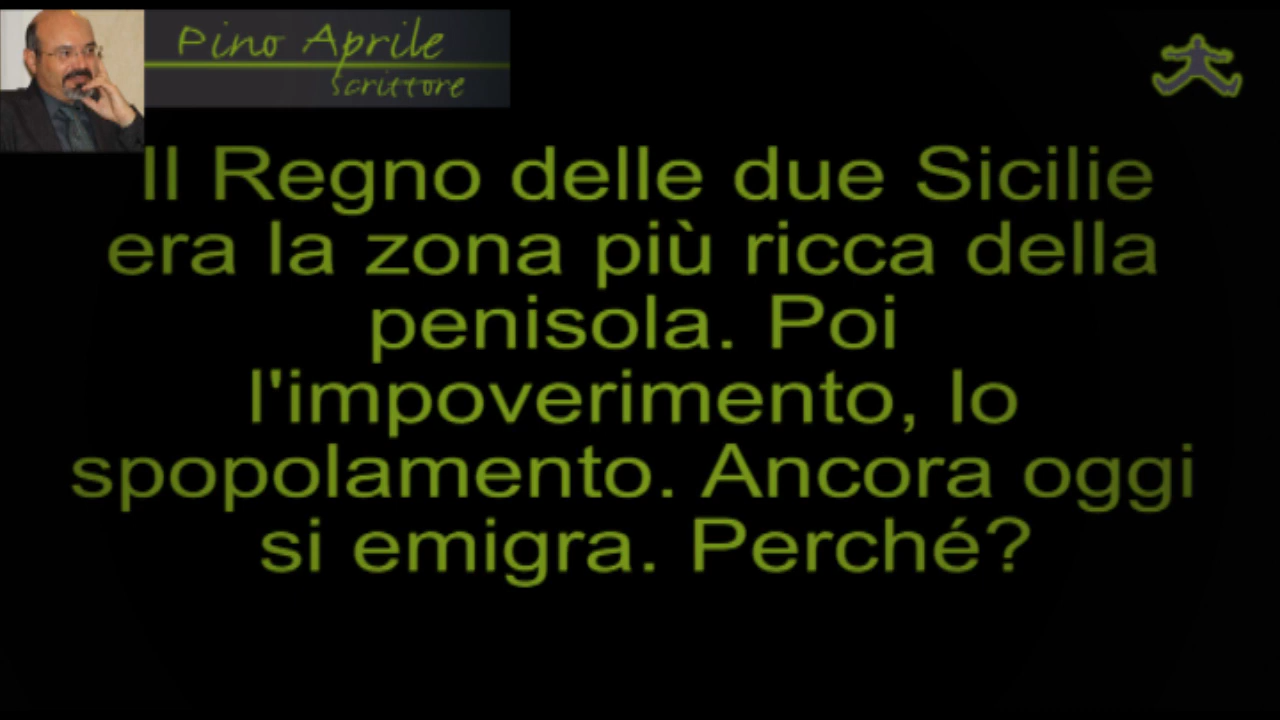 Pino Aprile
scrittore
Il Regno delle due Sicilie
era la zona più ricca della
penisola. Poi
l'impoverimento, lo
spopolamento. Ancora oggi
si emigra. Perché?